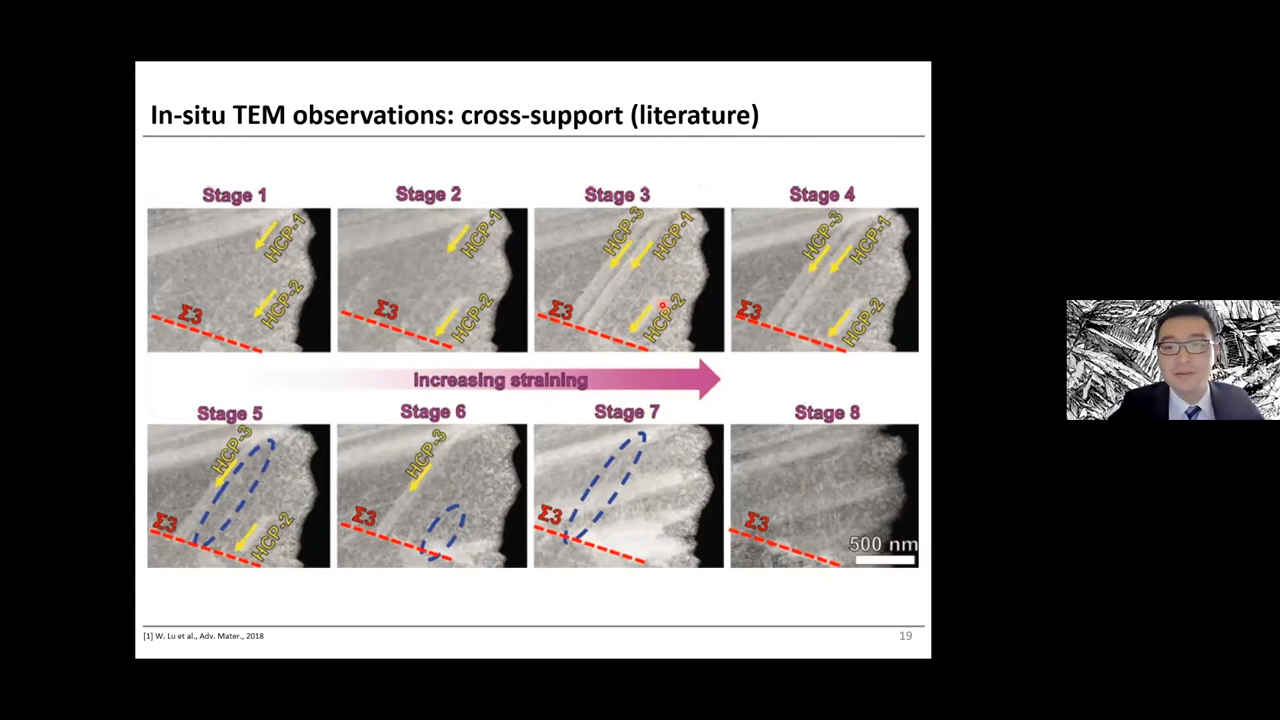 In-situ TEM observations: cross-support (literature)
Stage 1
Stage 2
Stage 3
Stage 4
HCP-1
HCP-2
Σ3
HCP-1
HCP-2
Σ3
HCP-3
HCP-1
HCP-2
Σ3
HCP-3
HCP-1
HCP-2
Σ3
Increasing straining
Stage 5
Stage 6
Stage 7
Stage 8
HCP-3
HCP-2
Σ3
HCP-3
Σ3
Σ3
Σ3
500 nm
[1] W. Lu et al., Adv. Mater., 2018
19